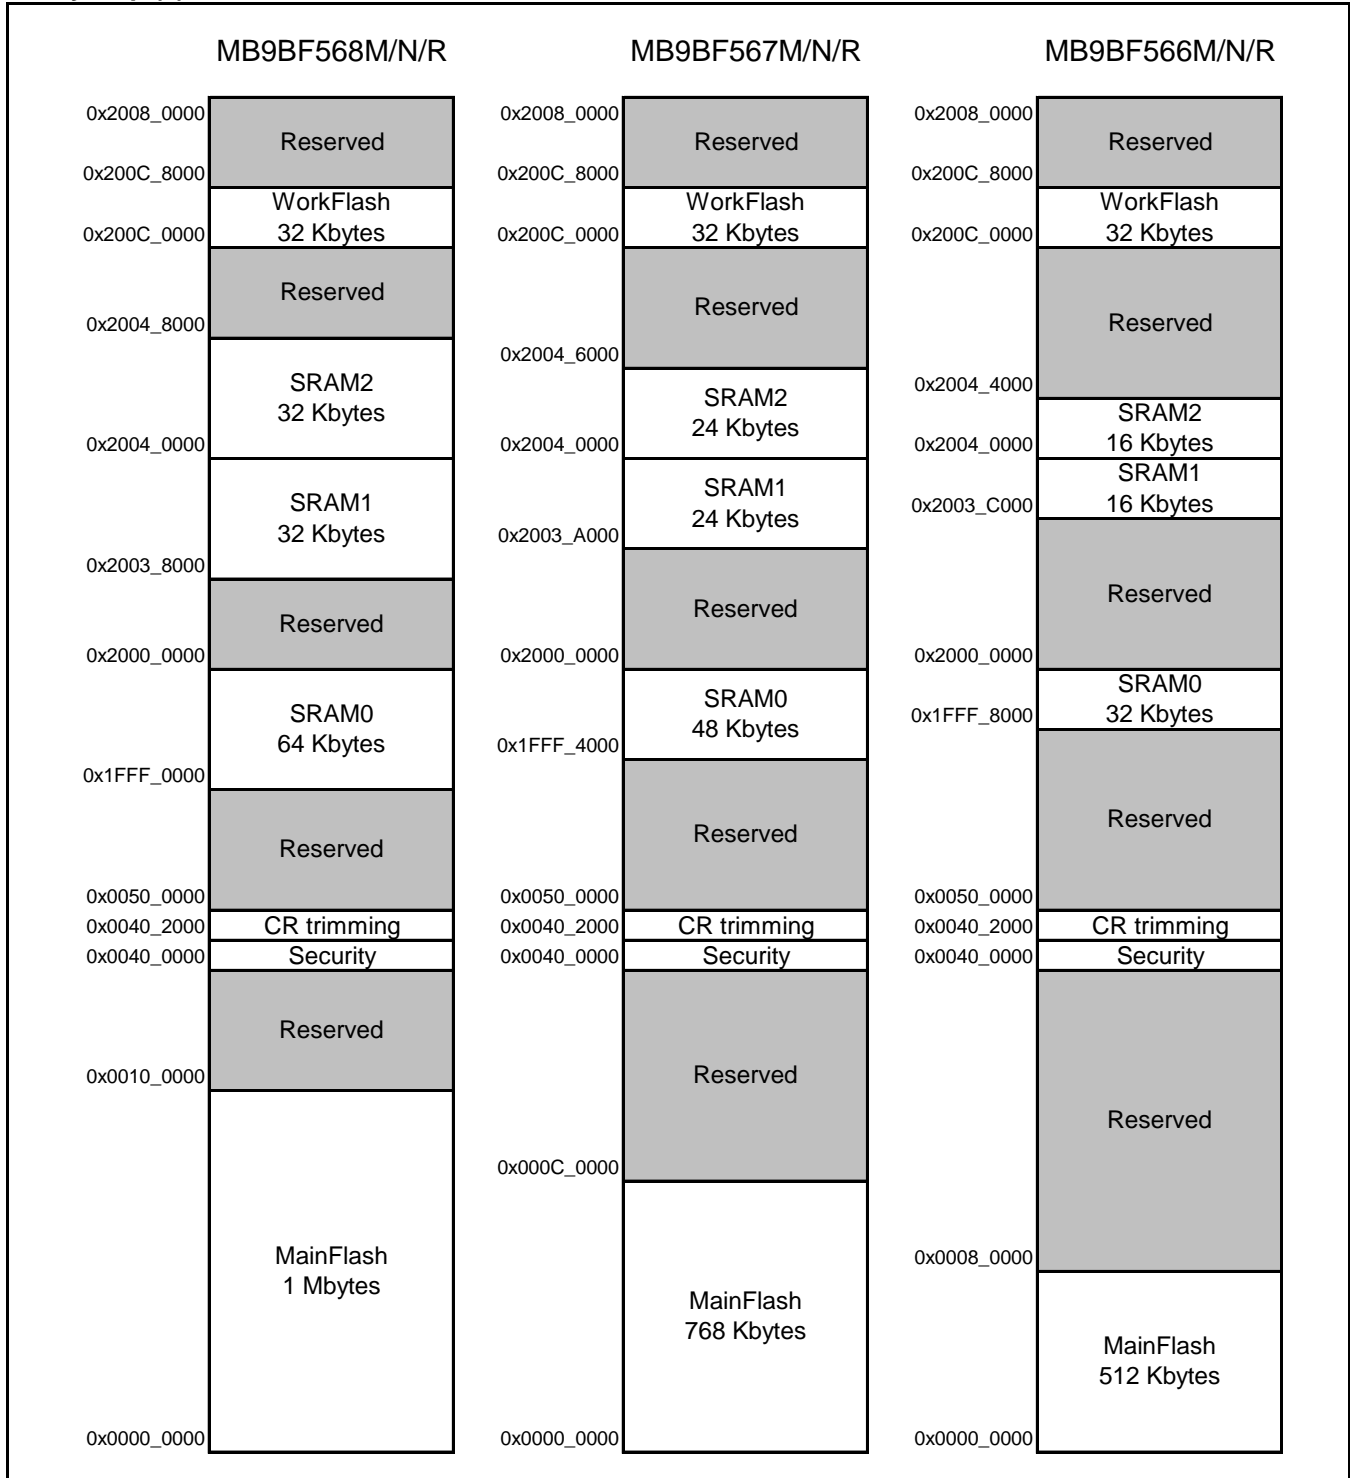 MB9BF568M/N/R
0x2008_0000
Reserved
0x200C_8000
WorkFlash
32 Kbytes
0x200C_0000
Reserved
0x2004_8000
SRAM2
32 Kbytes
0x2004_0000
SRAM1
32 Kbytes
0x2003_8000
Reserved
0x2000_0000
SRAM0
64 Kbytes
0x1FFF_0000
Reserved
0x0050_0000
CR trimming
0x0040_2000
Security
0x0040_0000
Reserved
0x0010_0000
MainFlash
1 Mbytes
0x0000_0000
MB9BF567M/N/R
0x2008_0000
Reserved
0x200C_8000
WorkFlash
32 Kbytes
0x200C_0000
Reserved
0x2004_6000
SRAM2
24 Kbytes
0x2004_0000
SRAM1
24 Kbytes
0x2003_A000
Reserved
0x2000_0000
SRAM0
48 Kbytes
0x1FFF_4000
Reserved
0x0050_0000
CR trimming
0x0040_2000
Security
0x0040_0000
Reserved
0x000C_0000
MainFlash
768 Kbytes
0x0000_0000
MB9BF566M/N/R
0x2008_0000
Reserved
0x200C_8000
WorkFlash
32 Kbytes
0x200C_0000
Reserved
0x2004_4000
SRAM2
16 Kbytes
0x2004_0000
SRAM1
16 Kbytes
0x2003_C000
Reserved
0x2000_0000
SRAM0
32 Kbytes
0x1FFF_8000
Reserved
0x0050_0000
CR trimming
0x0040_2000
Security
0x0040_0000
Reserved
0x0008_0000
MainFlash
512 Kbytes
0x0000_0000